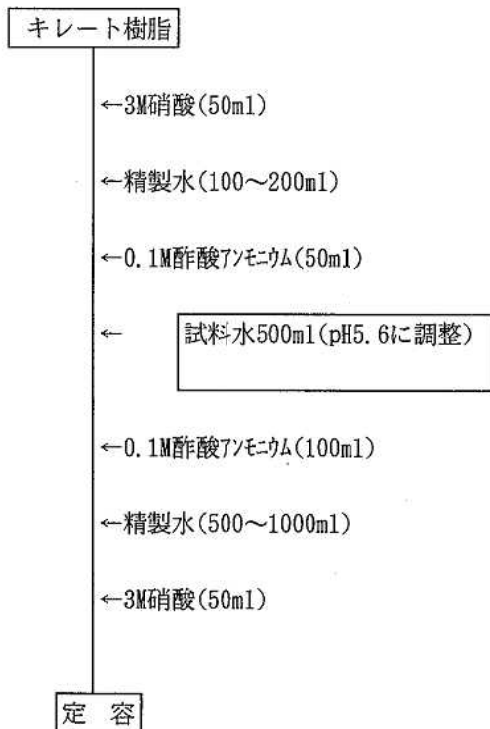 キレート樹脂
←3M硝酸(50ml)
←精製水(100～200ml)
←0.1M酢酸ｱﾝﾓﾆｳﾑ(50ml)
← 試料水500ml(pH5.6に調整)
←0.1M酢酸ｱﾝﾓﾆｳﾑ(100ml)
←精製水(500～1000ml)
←3M硝酸(50ml)
定 容